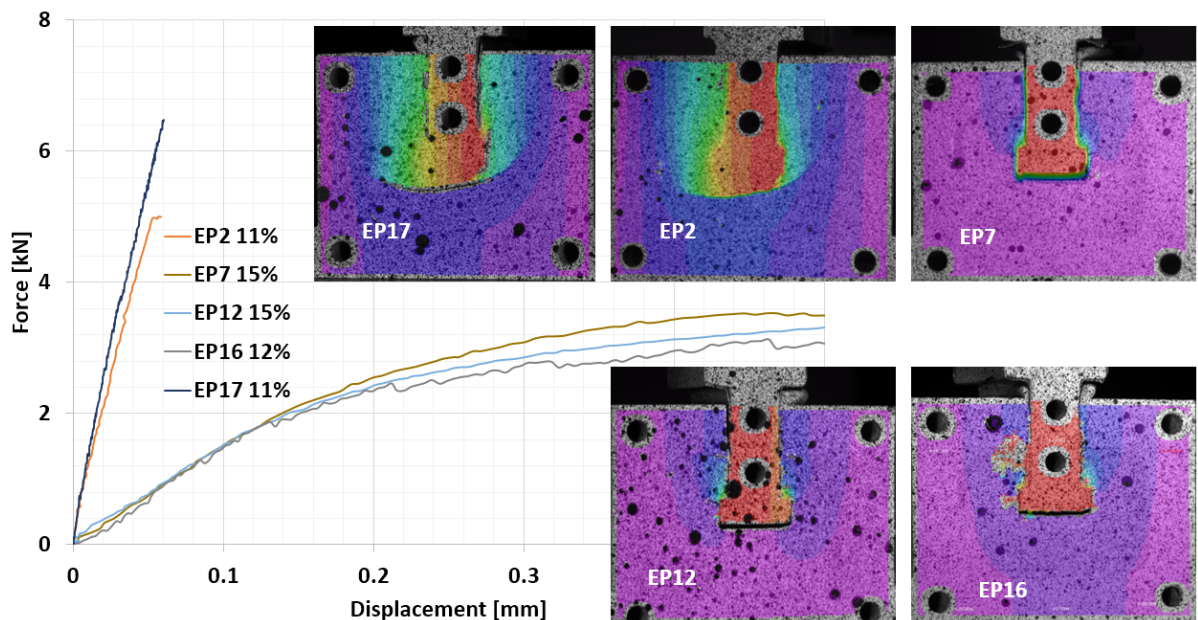 8
6
4
2
0
Force [kN]
0
0.1
0.2
0.3
Displacement [mm]
EP2 11%
EP7 15%
EP12 15%
EP16 12%
EP17 11%
EP17
EP2
EP7
EP12
EP16